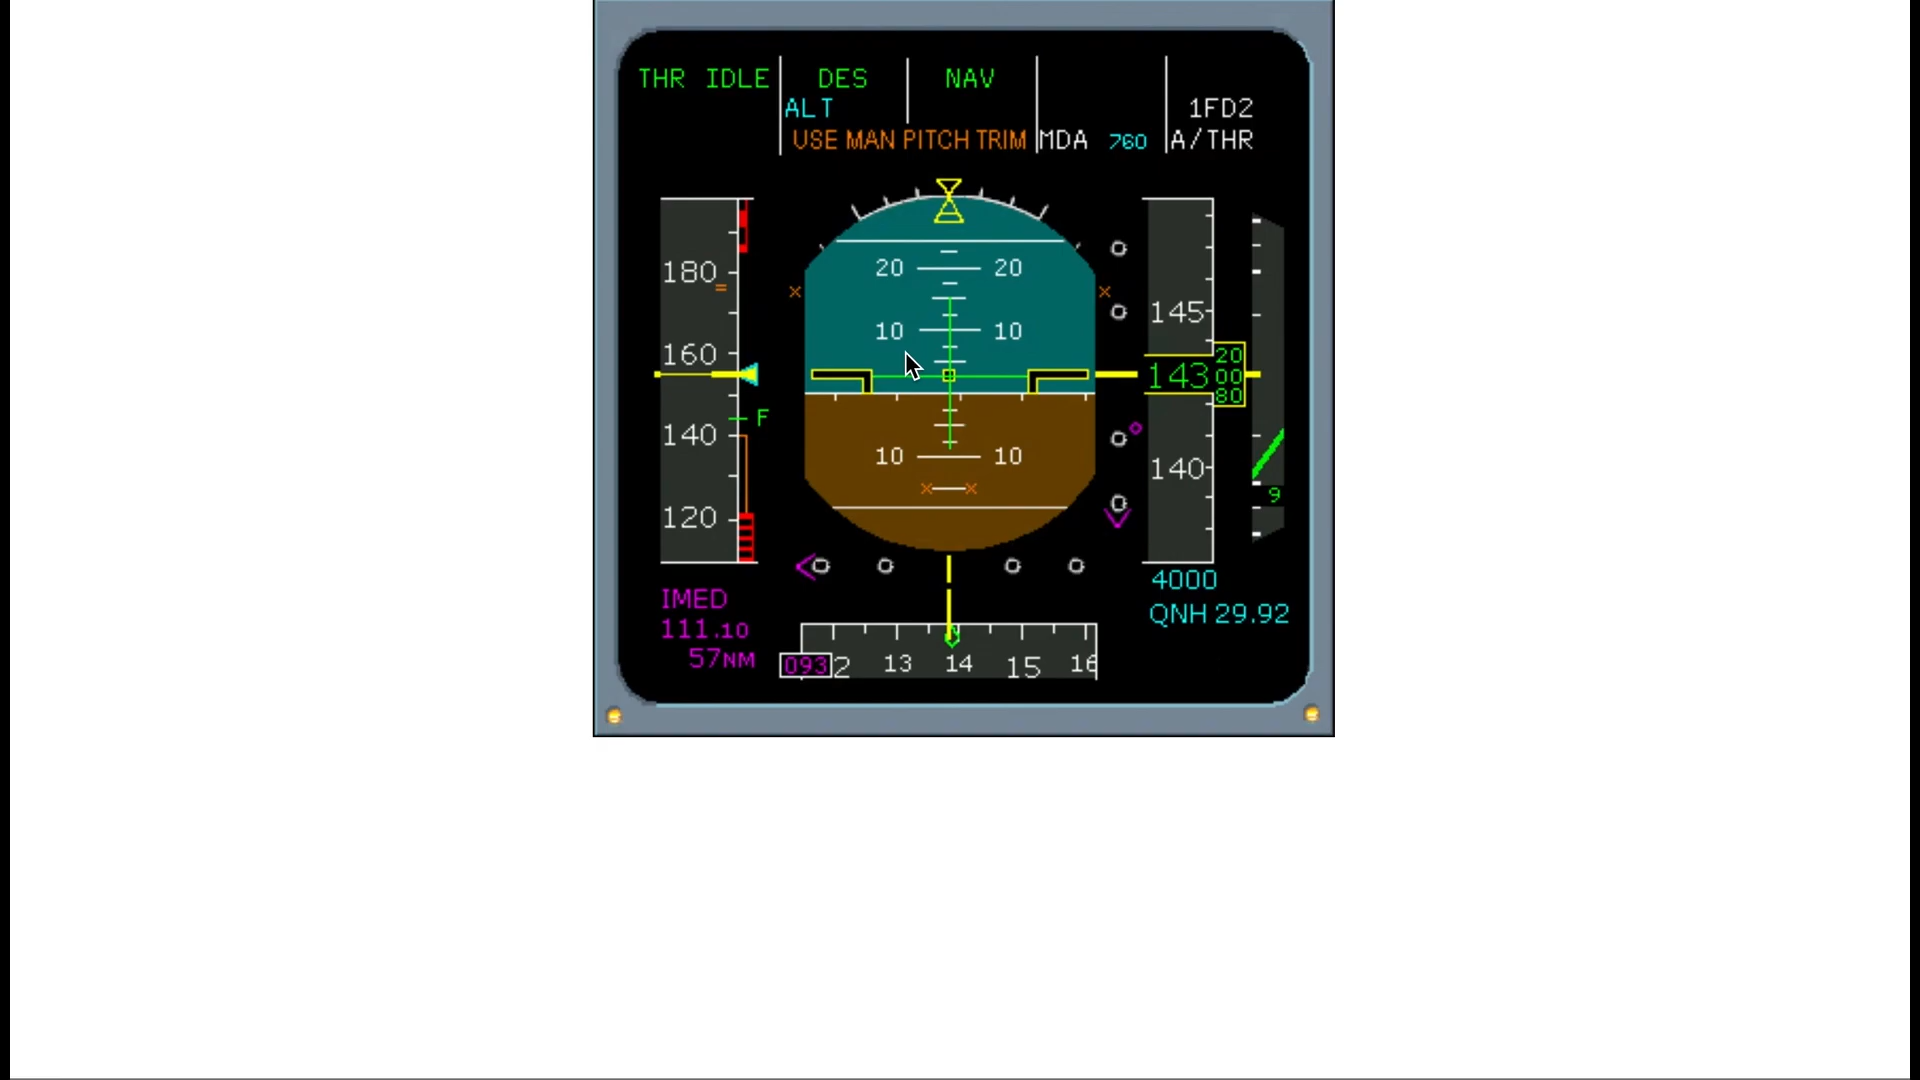 THR IDLE DES NAV
ALT 1FD2
USE MAN PITCH TRIM MDA 760 A/THR
20 20
180
145
10 10
160
20
143 00
80
F
140
10 10
140
9
120
4000
IMED
QNH 29.92
111.10
57NM
093 2 13 14 15 16